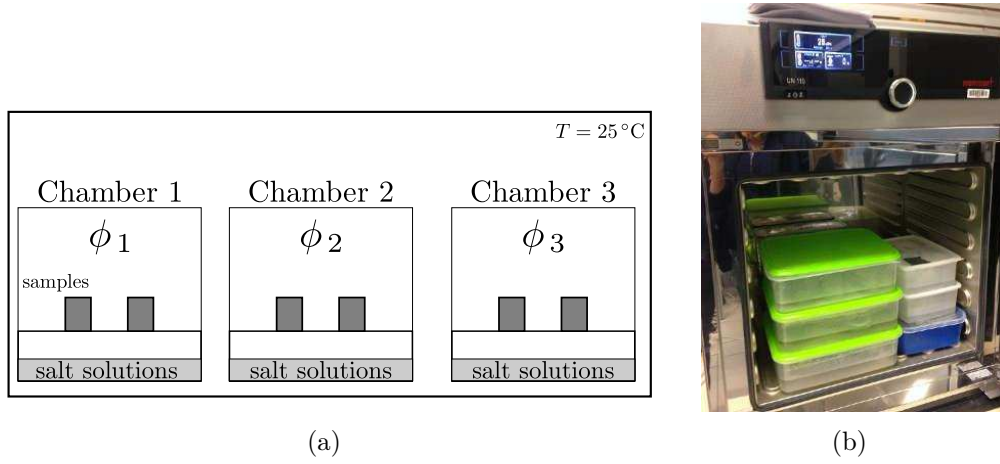 T = 25 °C
Chamber 1 Chamber 2 Chamber 3
ϕ1 ϕ2 ϕ3
samples
salt solutions salt solutions salt solutions
(a) (b)